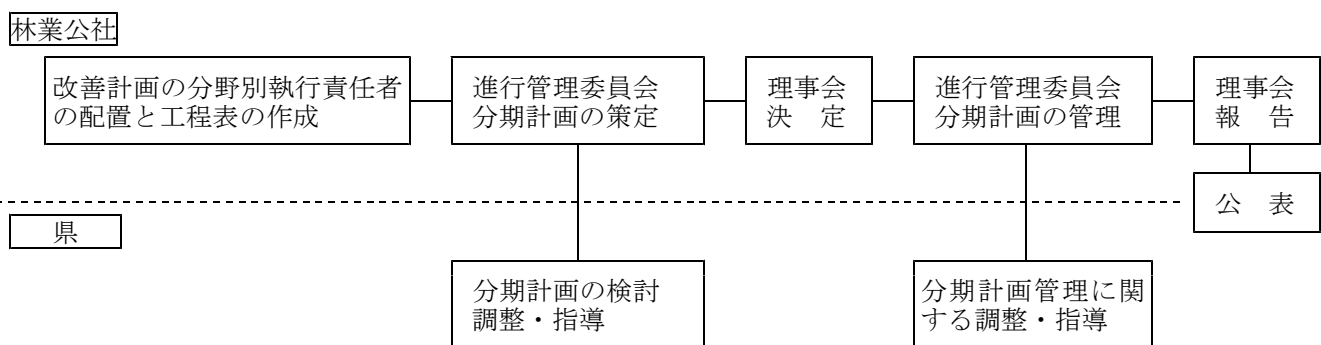 林業公社
改善計画の分野別執行責任者
の配置と工程表の作成
進行管理委員会
分期計画の策定
理事会
決　定
進行管理委員会
分期計画の管理
理事会
報　告
公　表
県
分期計画の検討
調整・指導
分期計画管理に関
する調整・指導